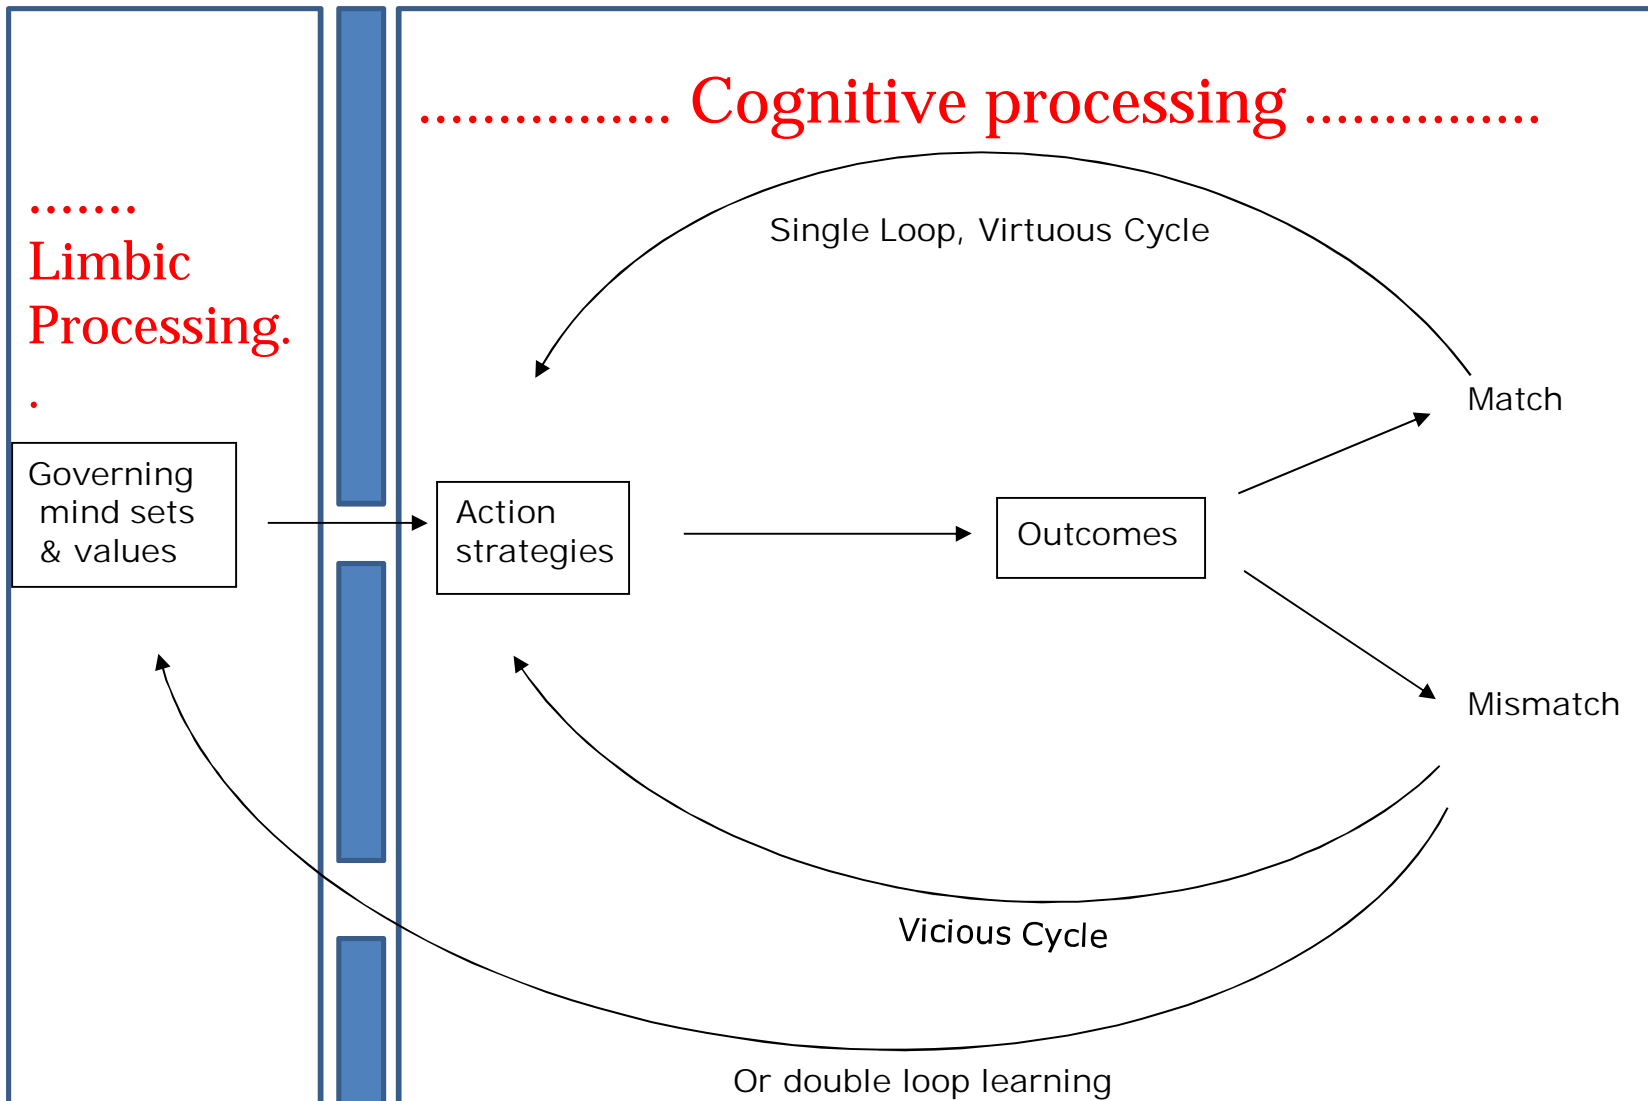 ............... Cognitive processing ...............
.......
Limbic
Processing.
.
Single Loop, Virtuous Cycle
Match
Governing
mind sets
& values
Action
strategies
Outcomes
Mismatch
Vicious Cycle
Or double loop learning